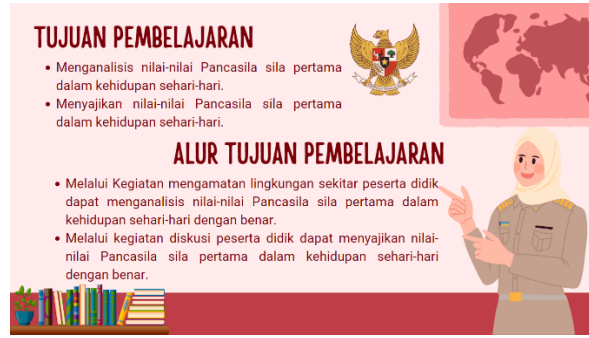 TUJUAN PEMBELAJARAN
• Menganalisis nilai-nilai Pancasila sila pertama
dalam kehidupan sehari-hari.
• Menyajikan nilai-nilai Pancasila sila pertama
dalam kehidupan sehari-hari.
ALUR TUJUAN PEMBELAJARAN
• Melalui Kegiatan mengamatan lingkungan sekitar peserta didik
dapat menganalisis nilai-nilai Pancasila sila pertama dalam
kehidupan sehari-hari dengan benar.
• Melalui kegiatan diskusi peserta didik dapat menyajikan nilai-
nilai Pancasila sila pertama dalam kehidupan sehari-hari
dengan benar.